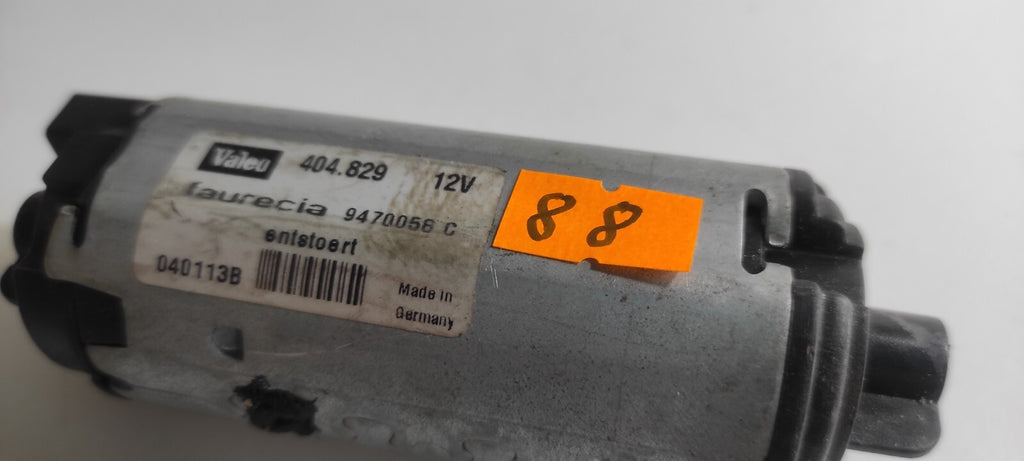 Valeo 404.829 12V
faurecia 9470056 C
entstoert
040113B
Made in
Germany
88